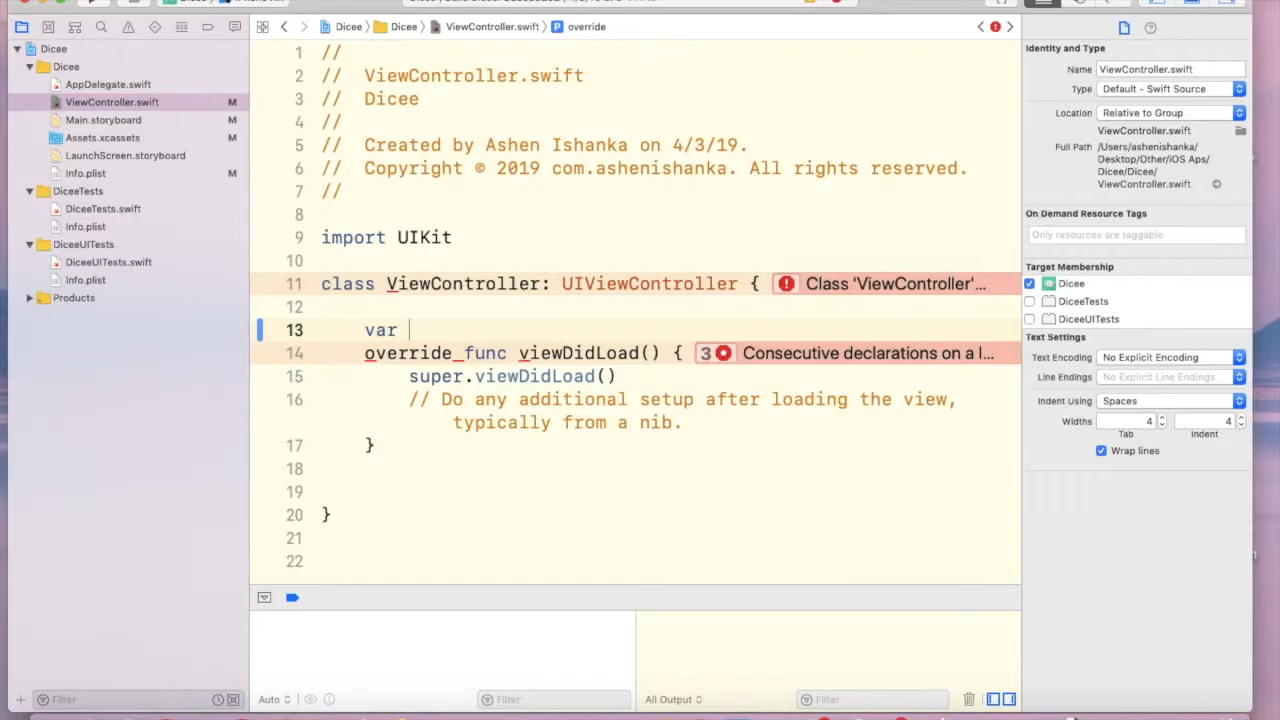 Dicee
Dicee
AppDelegate.swift
ViewController.swift M
Main.storyboard M
Assets.xcassets M
LaunchScreen.storyboard
Info.plist M
DiceeTests
DiceeTests.swift
Info.plist
DiceeUITests
DiceeUITests.swift
Info.plist
Products
Filter
Dicee Dicee ViewController.swift P override
1 //
2 // ViewController.swift
3 // Dicee
4 //
5 // Created by Ashen Ishanka on 4/3/19.
6 // Copyright © 2019 com.ashenishanka. All rights reserved.
7 //
8
9 import UIKit
10
11 class ViewController: UIViewController { Class 'ViewController'...
12
13 var
14 override func viewDidLoad() { 3 Consecutive declarations on a l...
15 super.viewDidLoad()
16 // Do any additional setup after loading the view,
typically from a nib.
17 }
18
19
20 }
21
22
Auto
Filter
All Output
Filter
Identity and Type
Name ViewController.swift
Type Default - Swift Source
Location Relative to Group
ViewController.swift
Full Path /Users/ashenishanka/
Desktop/Other/iOS Aps/
Dicee/Dicee/
ViewController.swift
On Demand Resource Tags
Only resources are taggable
Target Membership
Dicee
DiceeTests
DiceeUITests
Text Settings
Text Encoding No Explicit Encoding
Line Endings No Explicit Line Endings
Indent Using Spaces
Widths 4 4
Tab Indent
Wrap lines